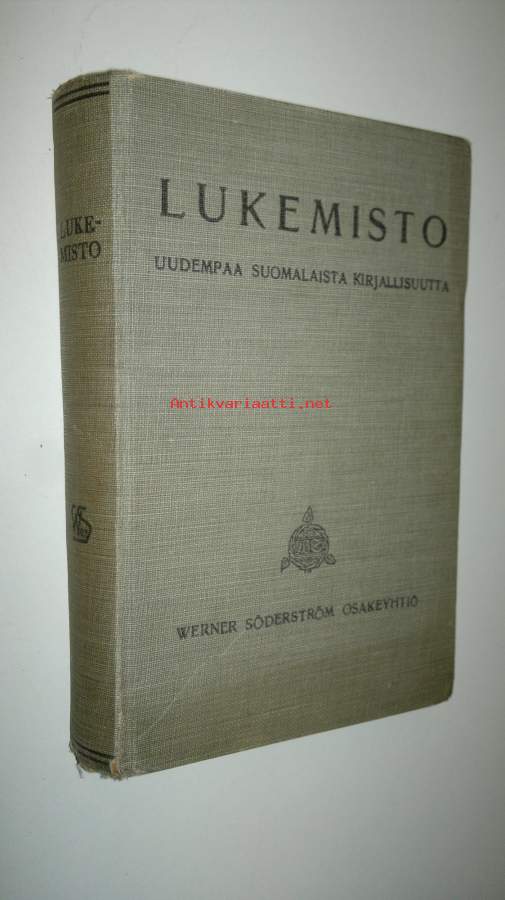 LUKE-
MISTO
LUKEMISTO
UUDEMPAA SUOMALAISTA KIRJALLISUUTTA
Antikvariaatti.net
WERNER SÖDERSTRÖM OSAKEYHTIÖ